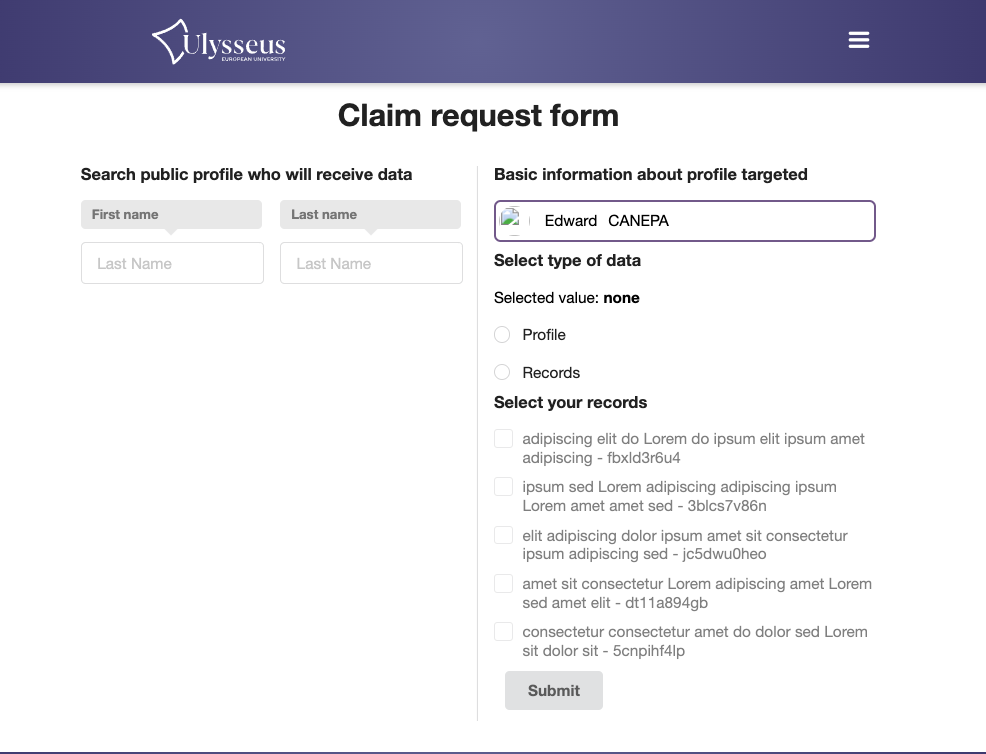 Ulysseus
EUROPEAN UNIVERSITY
Claim request form
Search public profile who will receive data
First name
Last name
Last Name
Last Name
Basic information about profile targeted
Edward CANEPA
Select type of data
Selected value: none
Profile
Records
Select your records
adipiscing elit do Lorem do ipsum elit ipsum amet
adipiscing - fbxld3r6u4
ipsum sed Lorem adipiscing adipiscing ipsum
Lorem amet amet sed - 3blcs7v86n
elit adipiscing dolor ipsum amet sit consectetur
ipsum adipiscing sed - jc5dwu0heo
amet sit consectetur Lorem adipiscing amet Lorem
sed amet elit - dt11a894gb
consectetur consectetur amet do dolor sed Lorem
sit dolor sit - 5cnpihf4lp
Submit